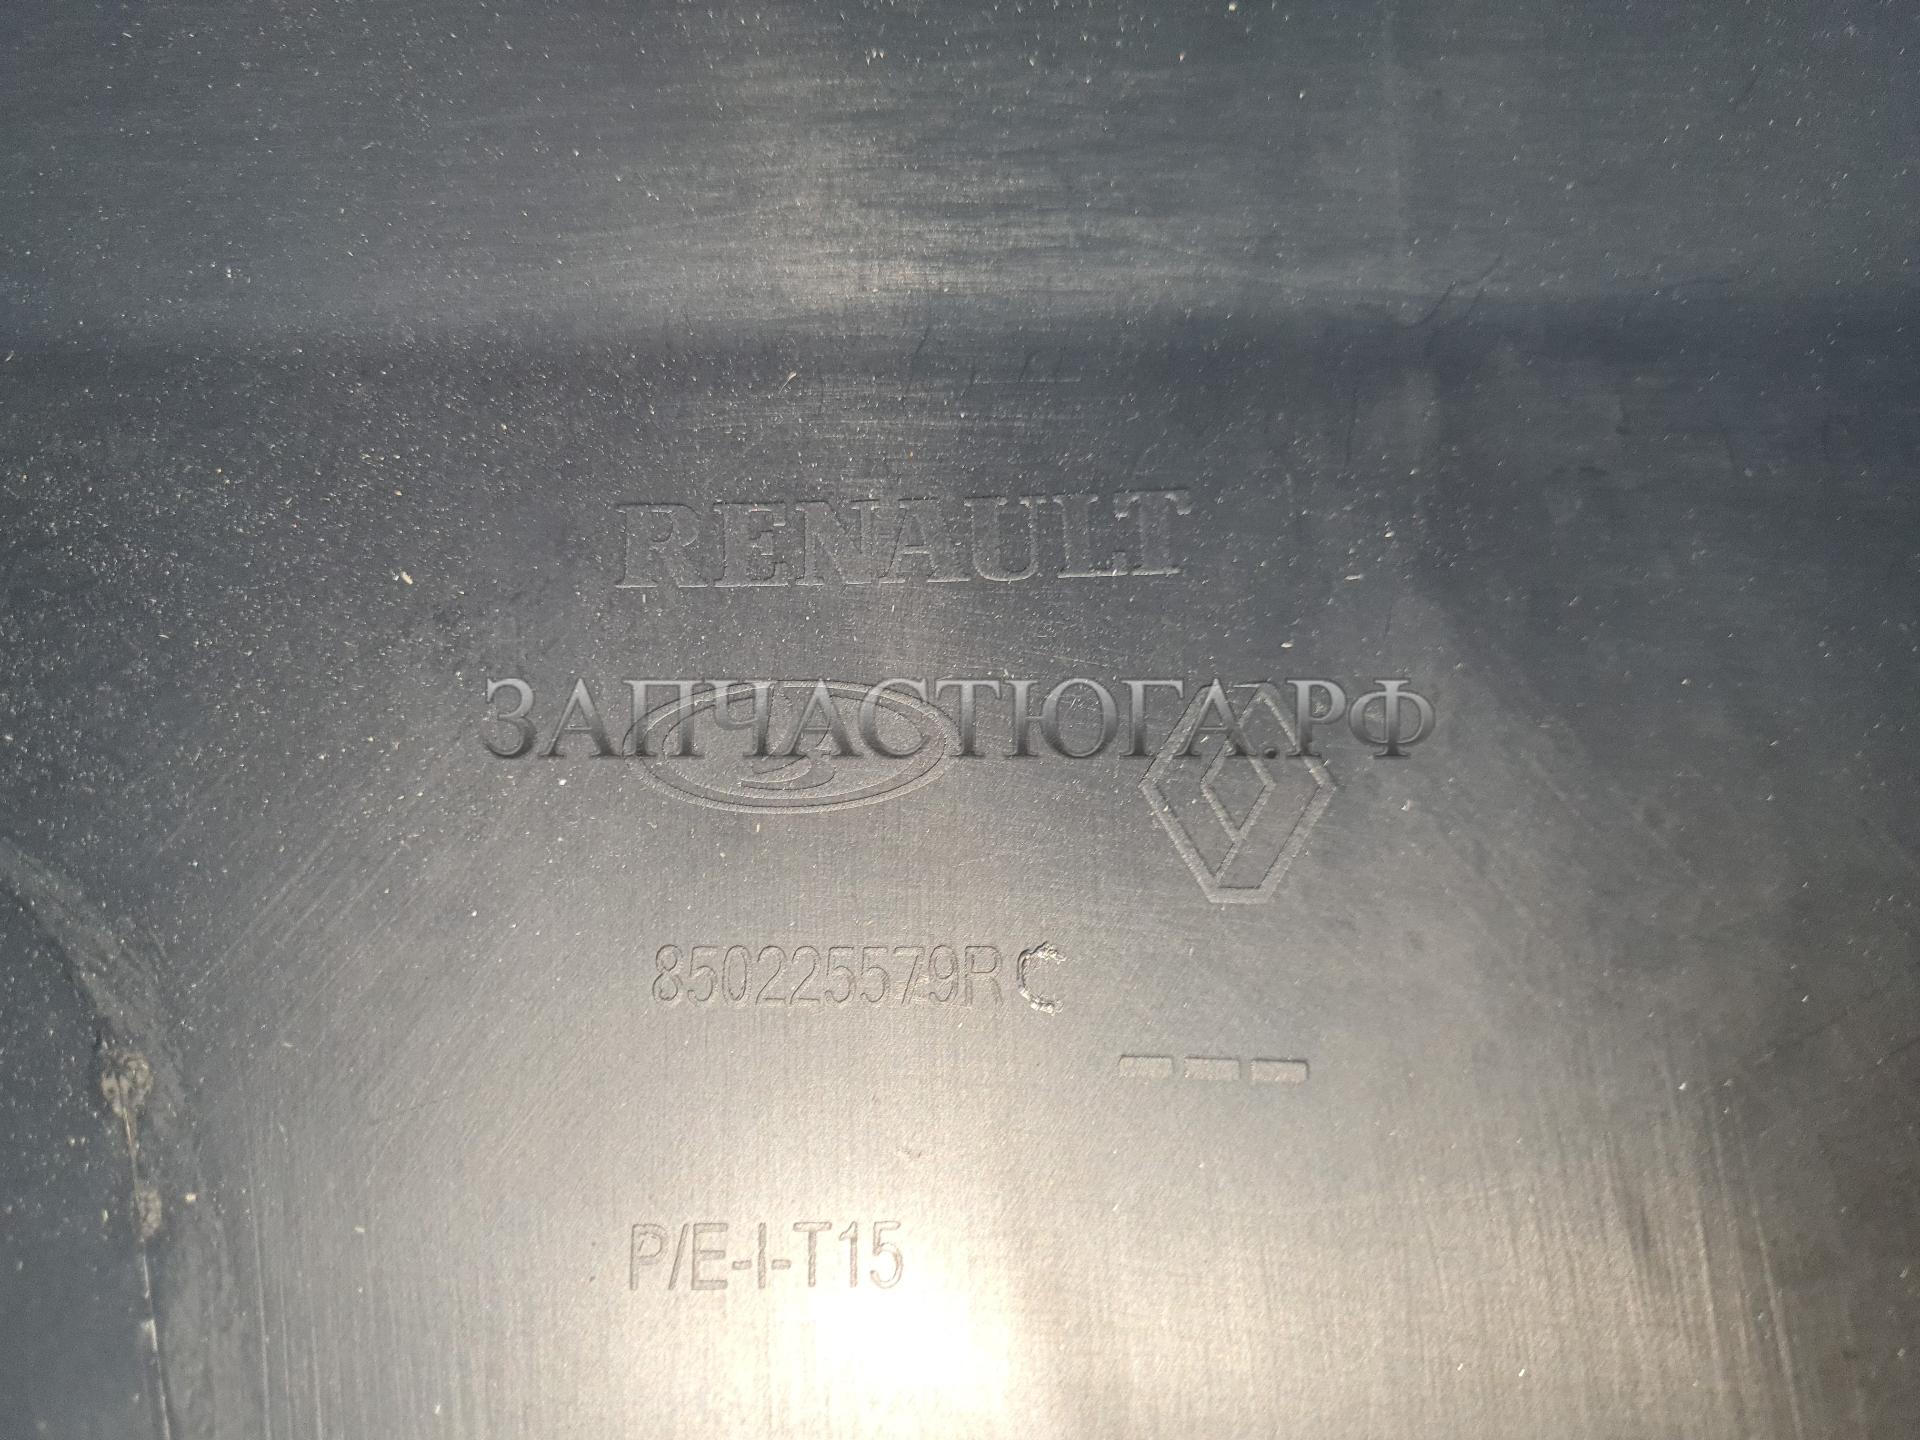 RENAULT
ЗАПЧАСТЮГА.РФ
850225579R C
P/E-I-T15